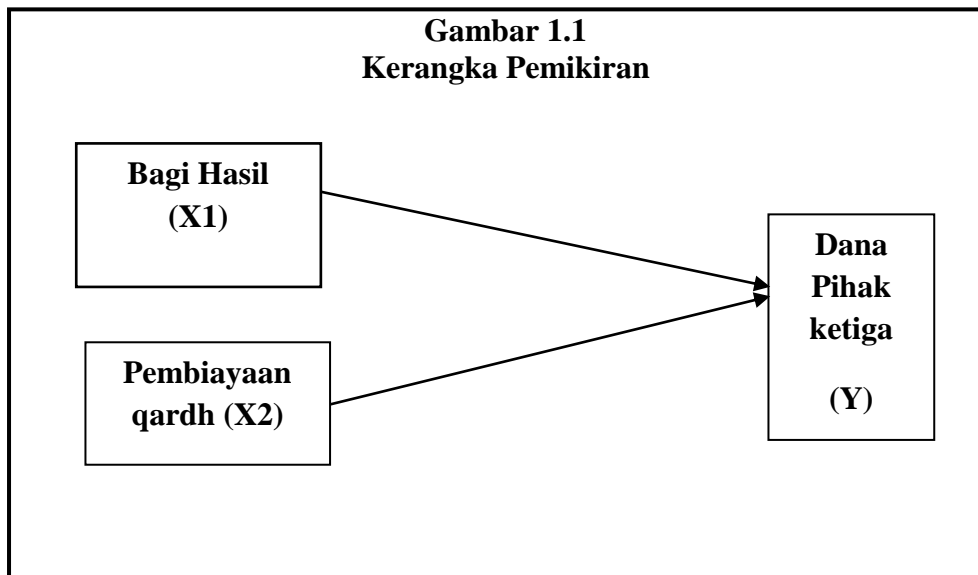 Gambar 1.1
Kerangka Pemikiran
Bagi Hasil
(X1)
Pembiayaan
qardh (X2)
Dana
Pihak
ketiga
(Y)